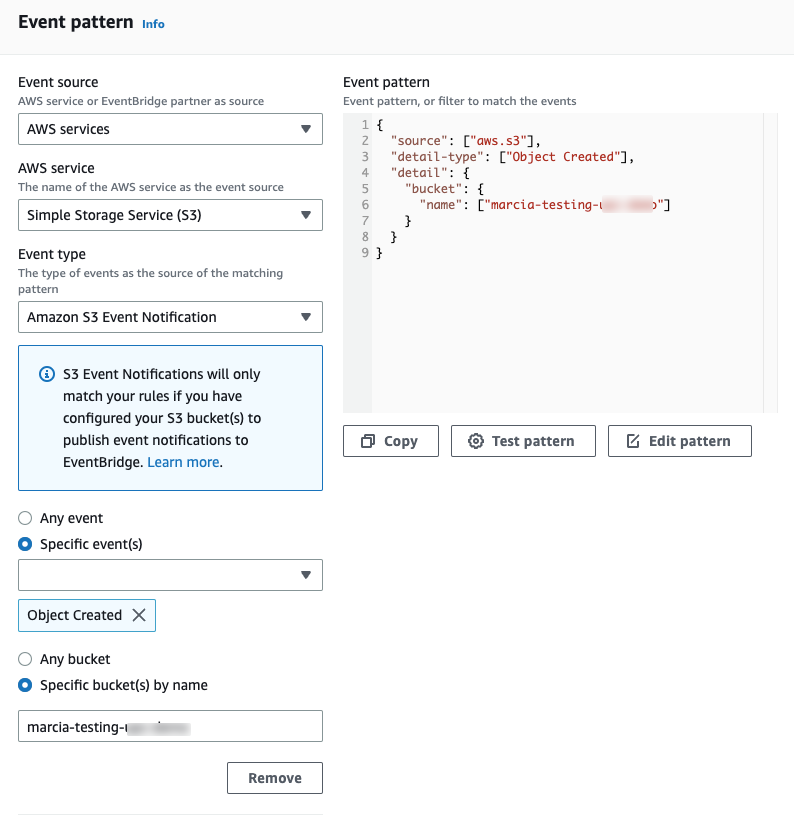 Event pattern Info
Event source
AWS service or EventBridge partner as source
AWS services
AWS service
The name of the AWS service as the event source
Simple Storage Service (S3)
Event type
The type of events as the source of the matching
pattern
Amazon S3 Event Notification
S3 Event Notifications will only
match your rules if you have
configured your S3 bucket(s) to
publish event notifications to
EventBridge. Learn more.
Any event
Specific event(s)
Object Created
Any bucket
Specific bucket(s) by name
marcia-testing-
Remove
Event pattern
Event pattern, or filter to match the events
1 {
2   "source": ["aws.s3"],
3   "detail-type": ["Object Created"],
4   "detail": {
5     "bucket": {
6       "name": ["marcia-testing-"]
7     }
8   }
9 }
Copy
Test pattern
Edit pattern